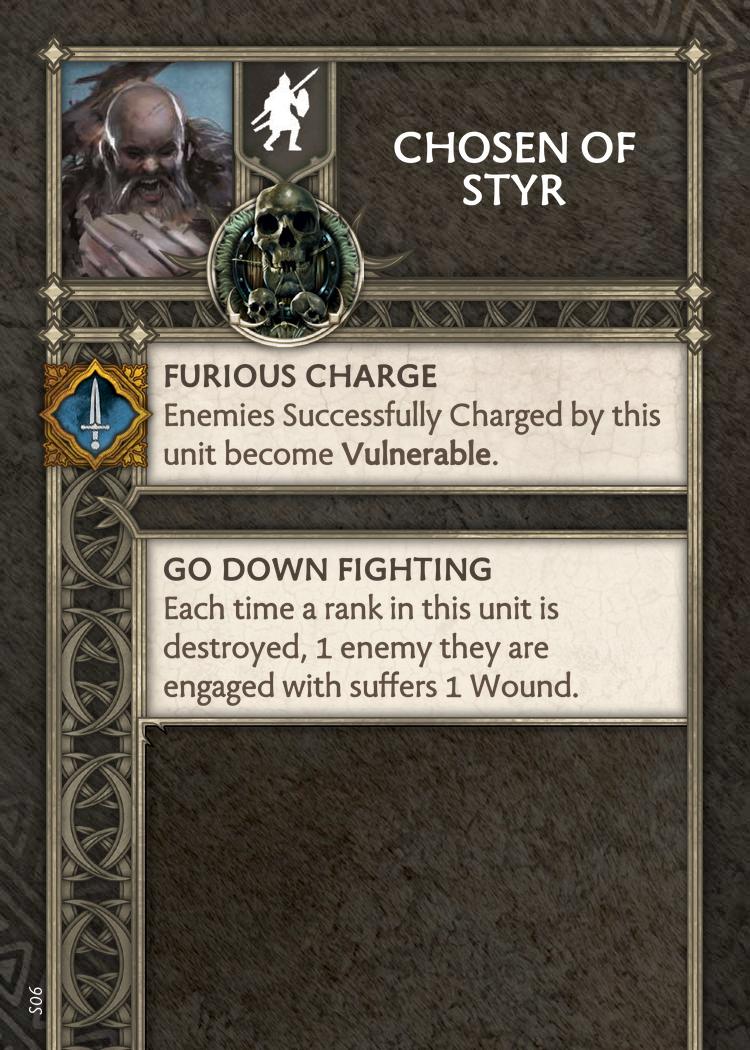 CHOSEN OF
STYR
FURIOUS CHARGE
Enemies Successfully Charged by this
unit become Vulnerable.
GO DOWN FIGHTING
Each time a rank in this unit is
destroyed, 1 enemy they are
engaged with suffers 1 Wound.
S06